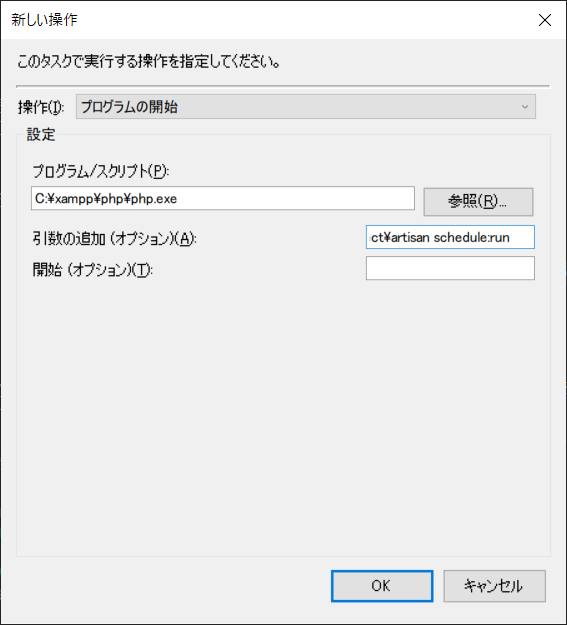 新しい操作
このタスクで実行する操作を指定してください。
操作(I): プログラムの開始
設定
プログラム/スクリプト(P):
C:¥xampp¥php¥php.exe 参照(R)...
引数の追加 (オプション)(A): ct¥artisan schedule:run
開始 (オプション)(T):
OK キャンセル